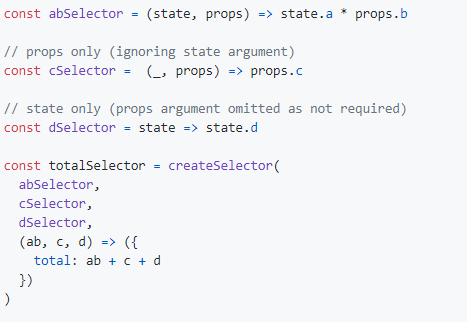 const abSelector = (state, props) => state.a * props.b
// props only (ignoring state argument)
const cSelector =  (_, props) => props.c
// state only (props argument omitted as not required)
const dSelector = state => state.d
const totalSelector = createSelector(
  abSelector,
  cSelector,
  dSelector,
  (ab, c, d) => ({
    total: ab + c + d
  })
)